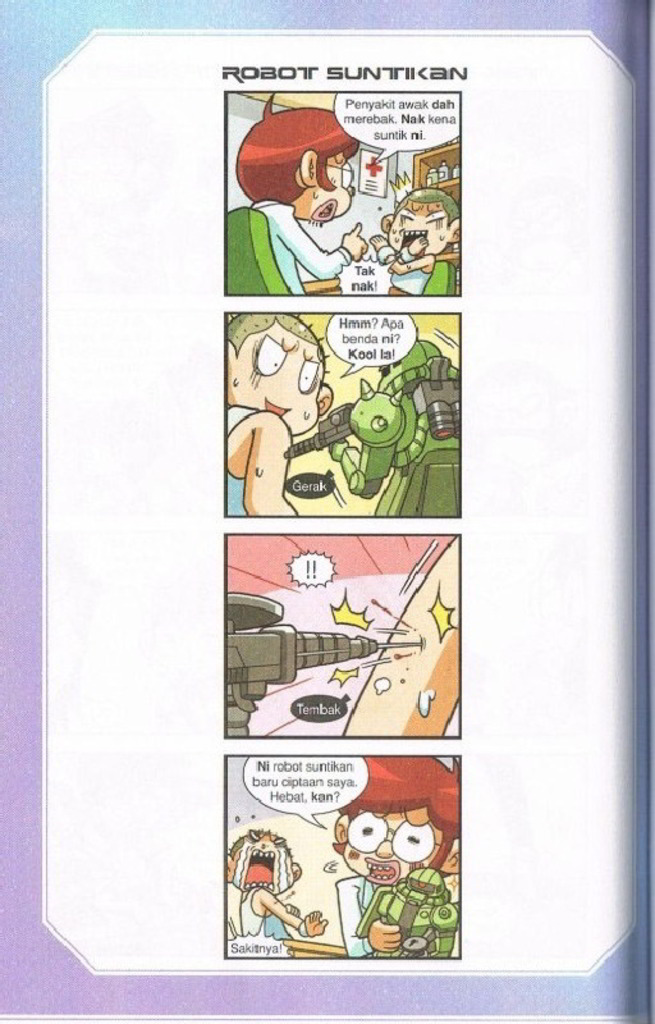 ROBOT SUNTIKAN
Penyakit awak dah
merebak. Nak kena
suntik ni.
Tak
nak!
Hmm? Apa
benda ni?
Kool la!
Gerak
!!
Tembak
Ni robot suntikan
baru ciptaan saya.
Hebat, kan?
Sakitnya!